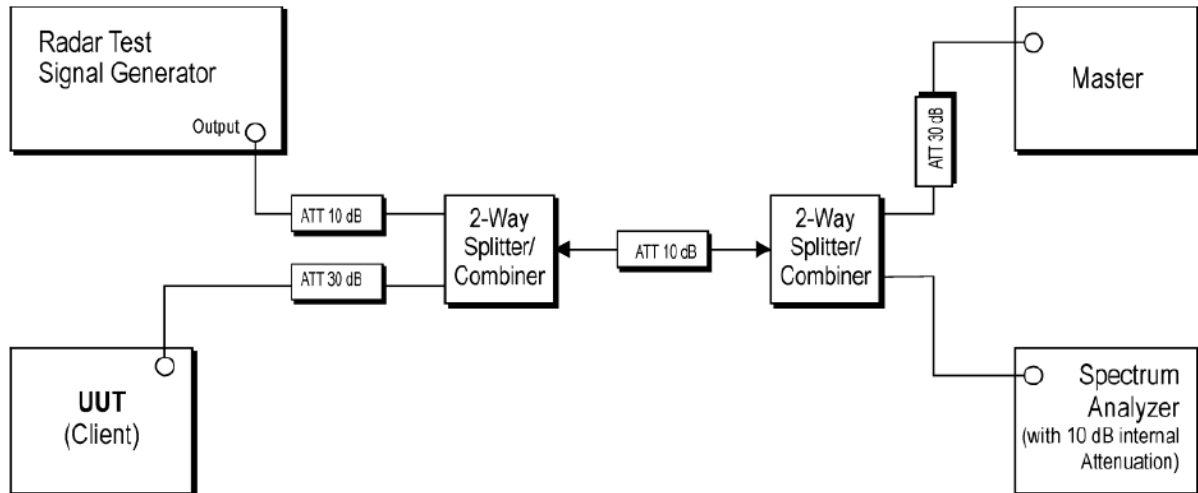 Radar Test
Signal Generator
Output
ATT 10 dB
2-Way
Splitter/
Combiner
ATT 30 dB
UUT
(Client)
ATT 10 dB
2-Way
Splitter/
Combiner
ATT 30 dB
Master
Spectrum
Analyzer
(with 10 dB internal
Attenuation)